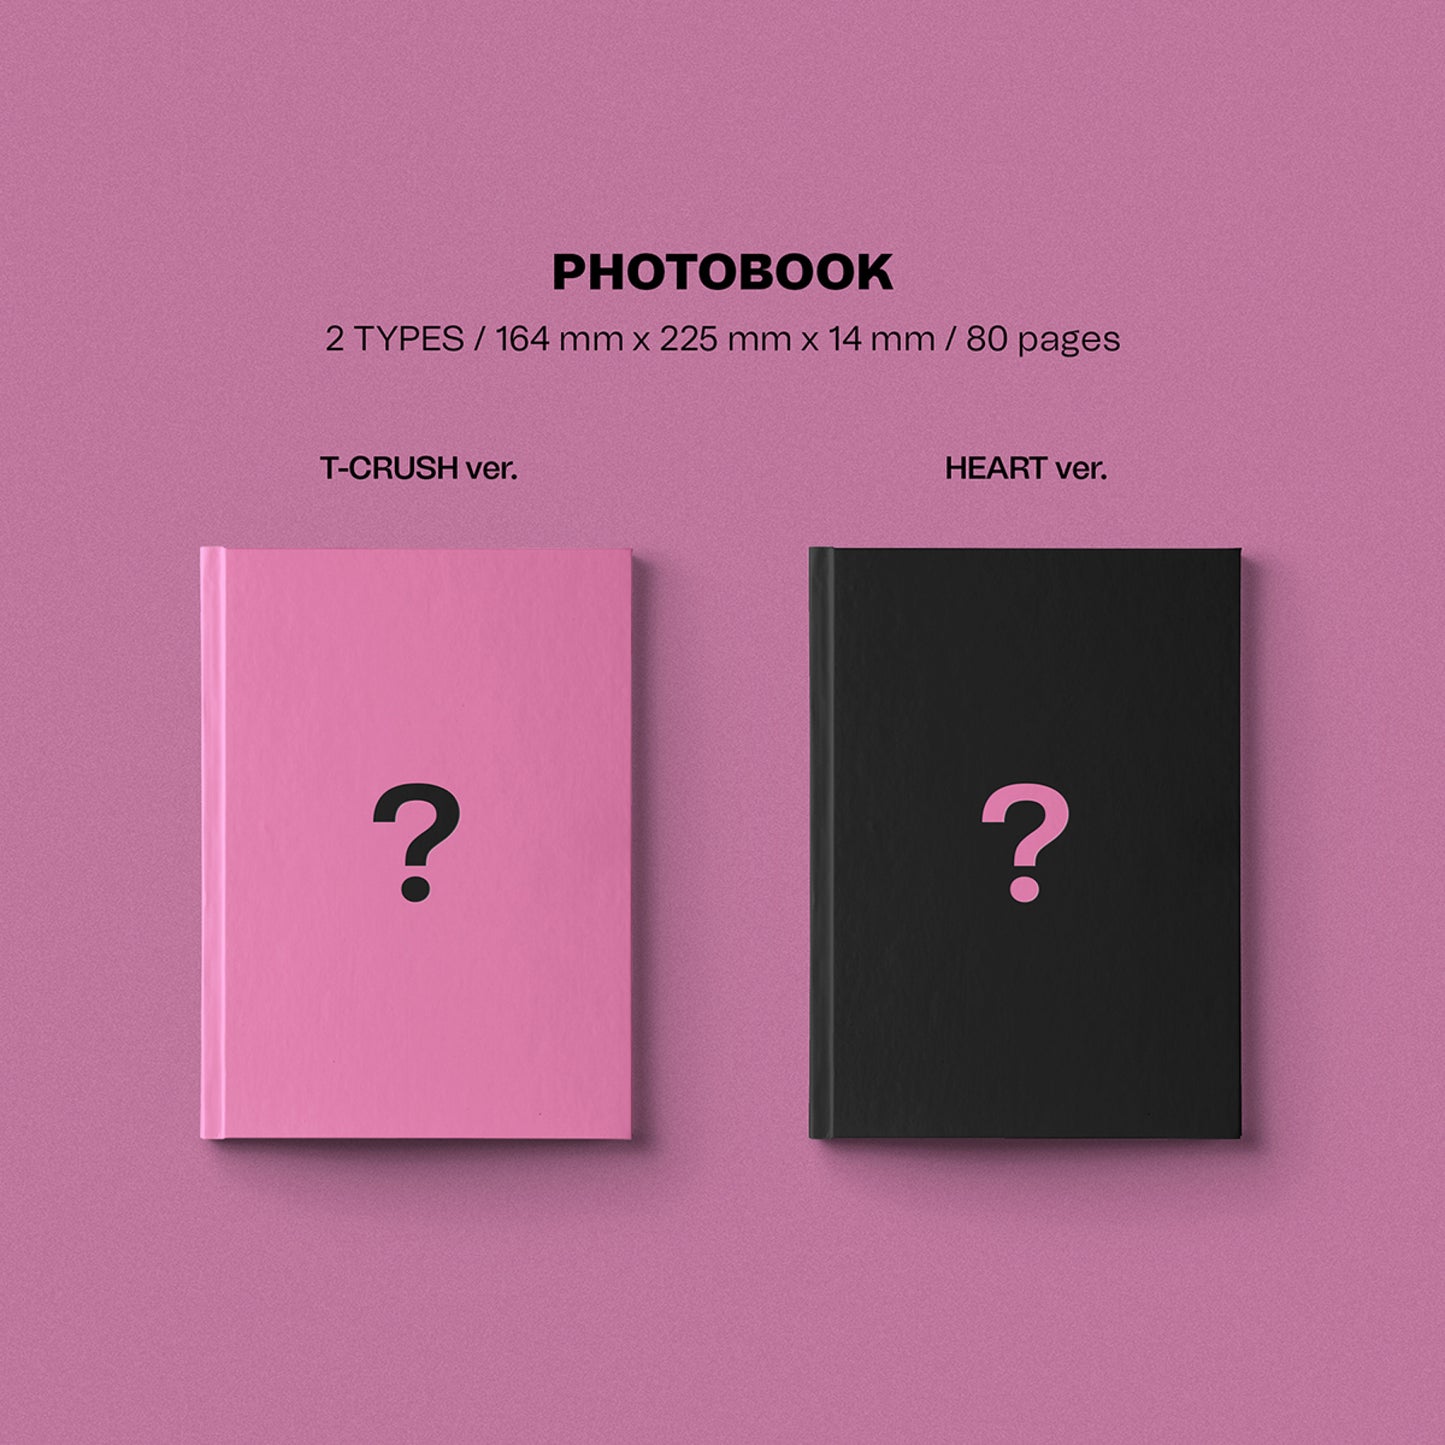 PHOTOBOOK
2 TYPES / 164 mm x 225 mm x 14 mm / 80 pages
T-CRUSH ver.
HEART ver.
?
?